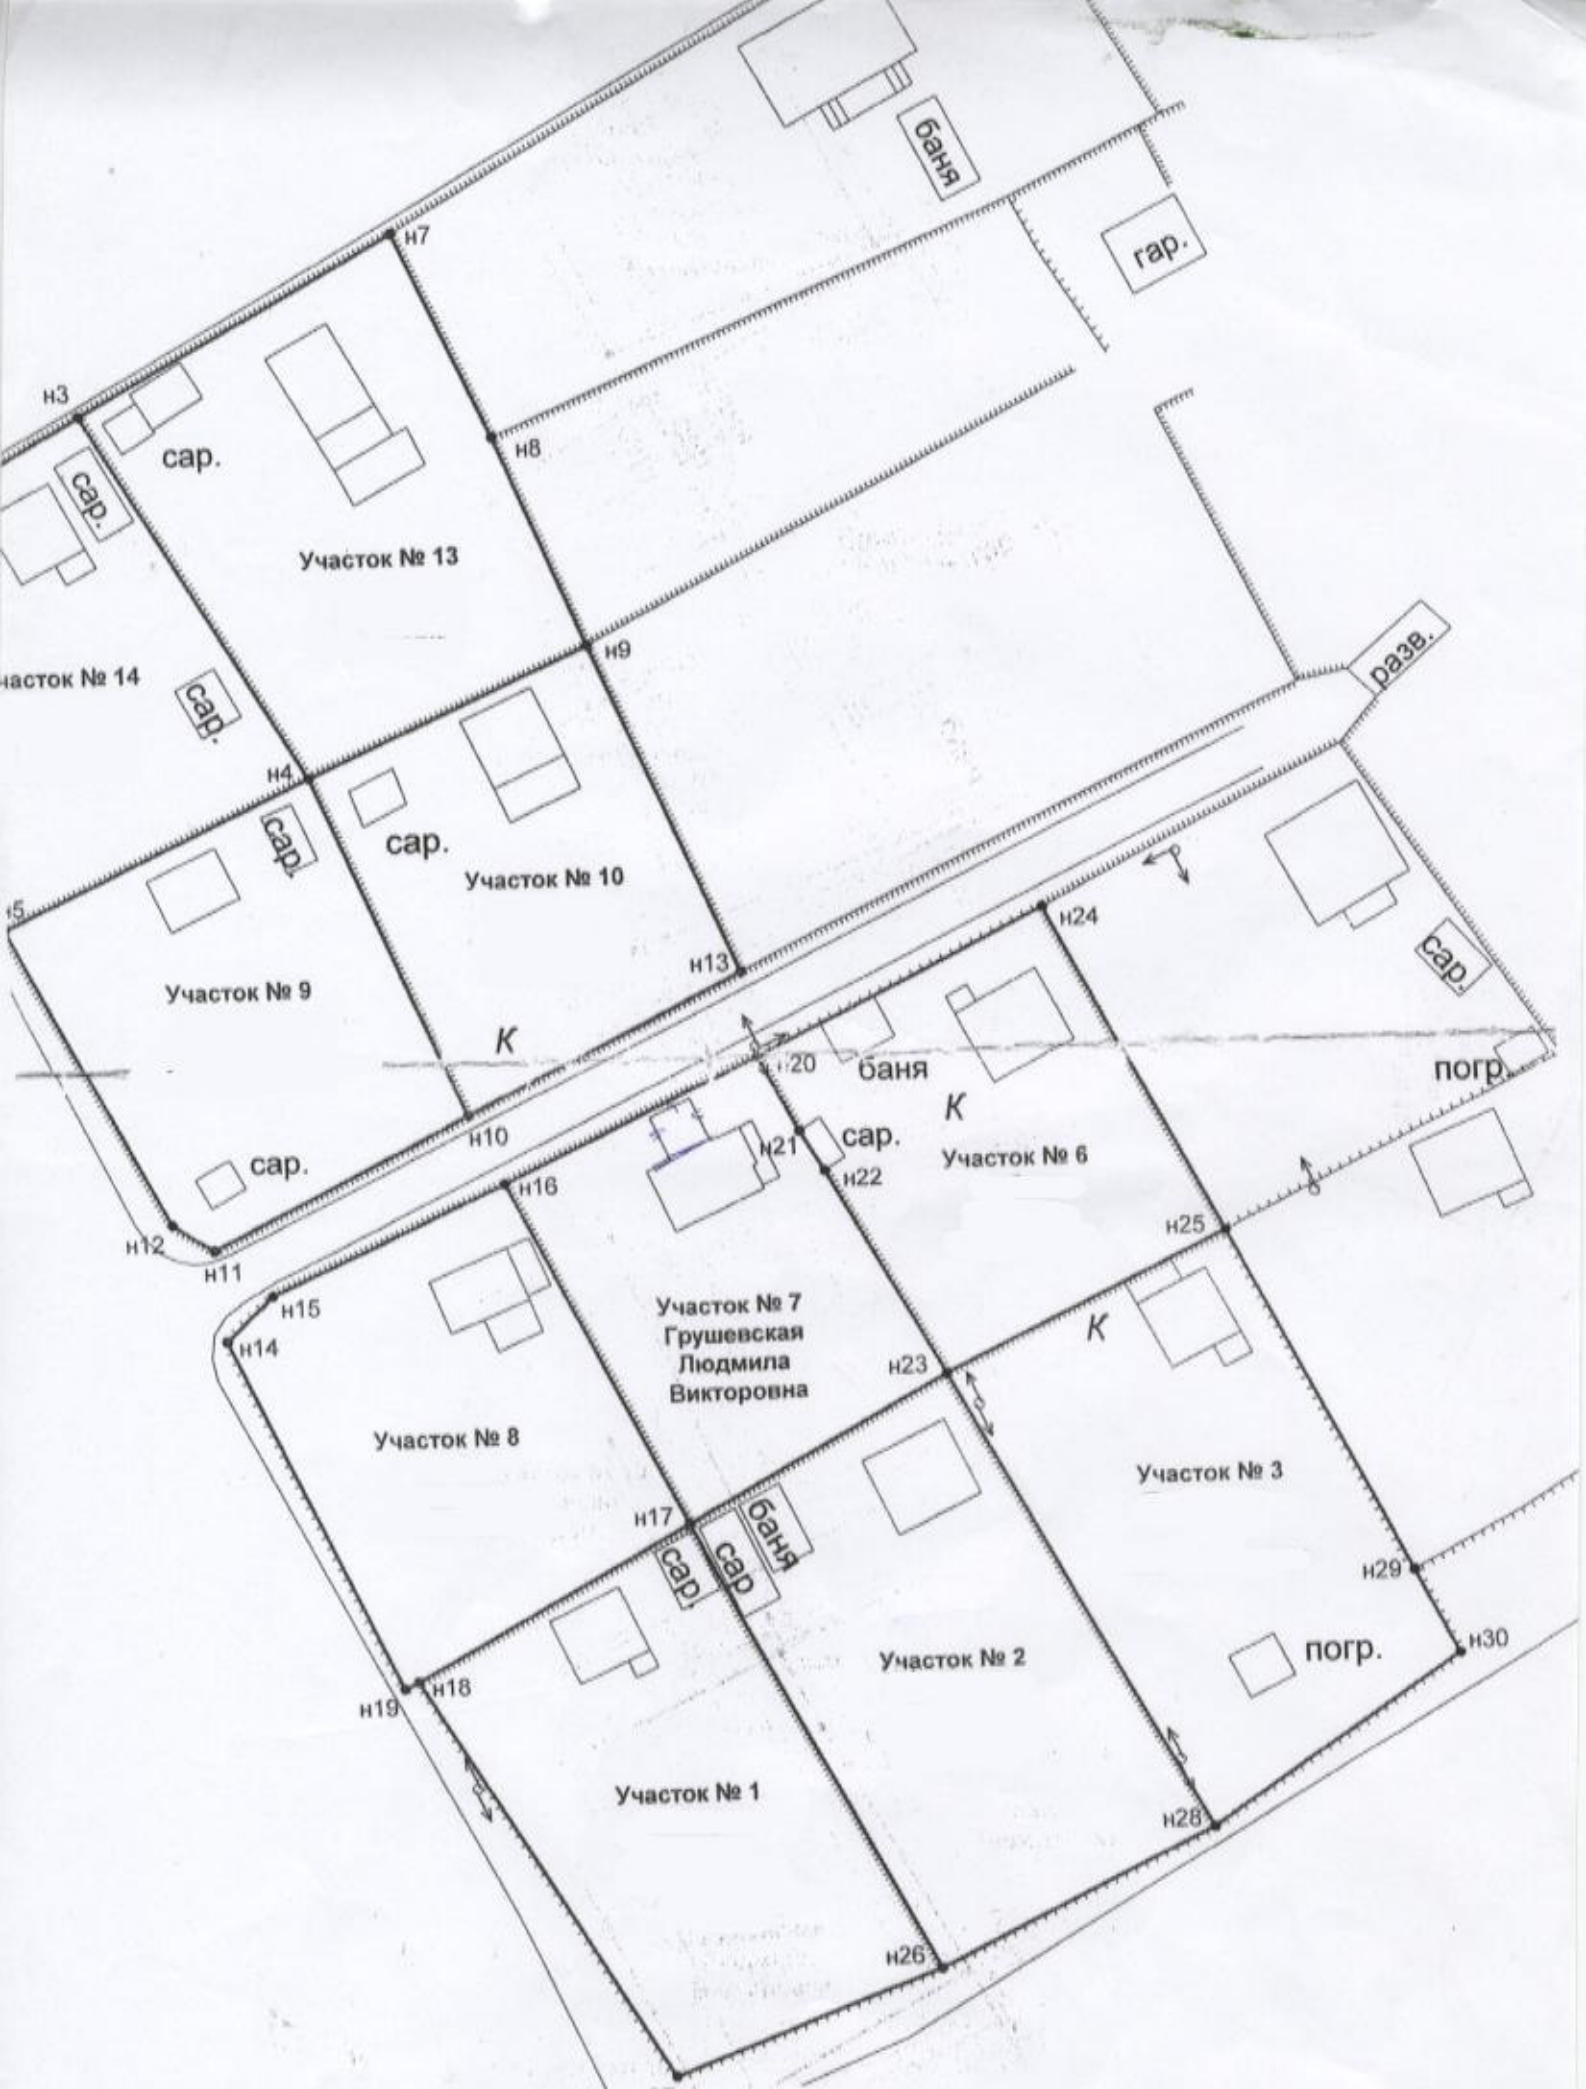 баня
н7
гар.
н3
сар.
н8
сар.
Участок № 13
н9
разв.
часток № 14
сар.
н4
сар.
сар.
Участок № 10
н5
н24
сар.
Участок № 9
н13
К
н20
баня
погр.
К
н10
сар.
н21
сар.
Участок № 6
н22
н16
н12
н25
н11
н15
Участок № 7
Грушевская
Людмила
Викторовна
К
н14
н23
Участок № 8
Участок № 3
н17
баня
сар
сар.
н29
н30
погр.
Участок № 2
н18
н19
Участок № 1
н28
н26